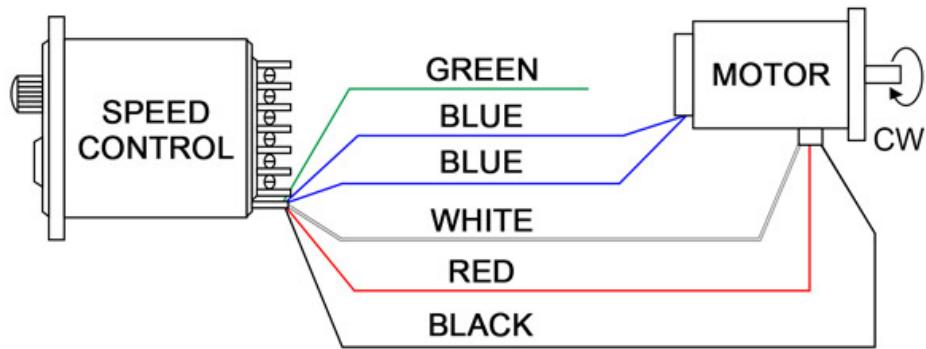 SPEED
CONTROL
GREEN
BLUE
BLUE
WHITE
RED
BLACK
MOTOR
CW